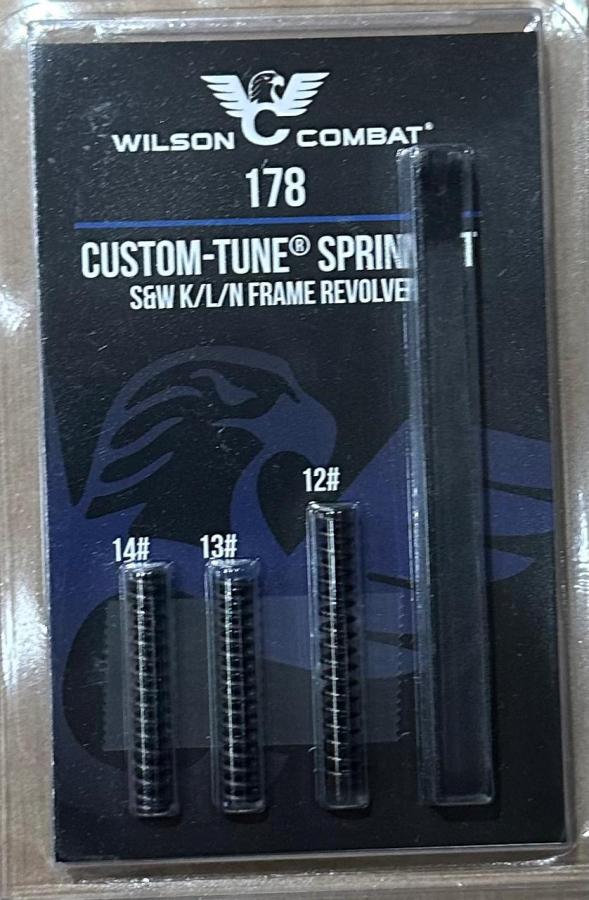 WILSON COMBAT®
178
CUSTOM-TUNE® SPRIN T
S&W K/L/N FRAME REVOLVE
12#
14# 13#